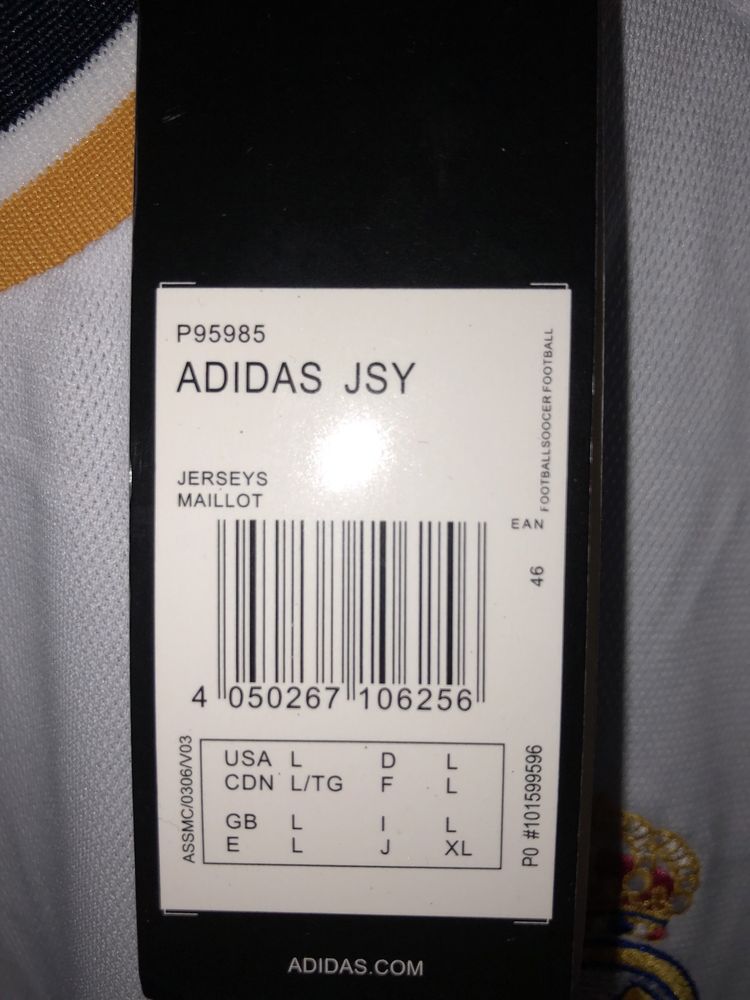 P95985
ADIDAS JSY
FOOTBALLSOCCER FOOTBALL
JERSEYS
MAILLOT
EAN
46
4 050267 106256
ASSMC/0306/V03
USA L D L
CDN L/TG F L
GB L I L
E L J XL
PO #101599596
ADIDAS.COM